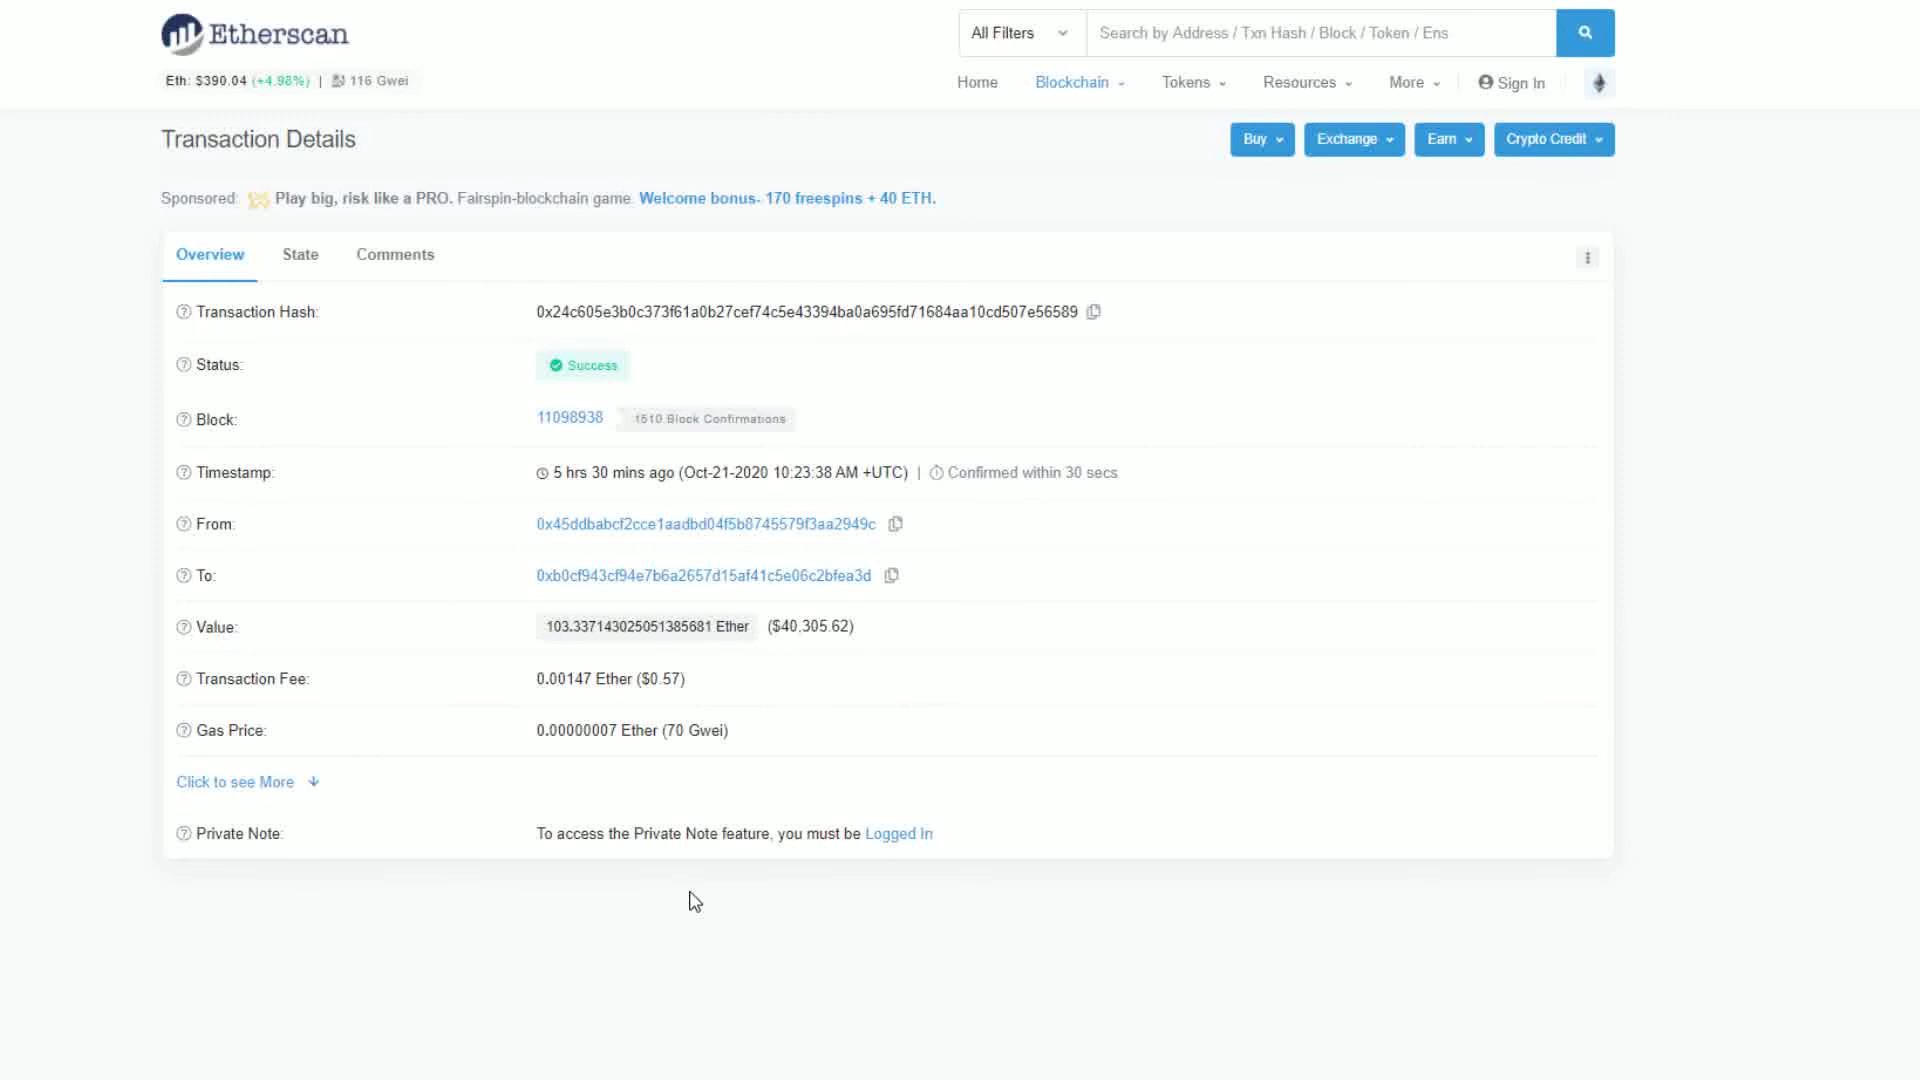 Etherscan
All Filters
Search by Address / Txn Hash / Block / Token / Ens
Eth: $390.04 (+4.98%) | 116 Gwei
Home Blockchain Tokens Resources More Sign In
Transaction Details
Buy Exchange Earn Crypto Credit
Sponsored: Play big, risk like a PRO. Fairspin-blockchain game. Welcome bonus- 170 freespins + 40 ETH.
Overview State Comments
Transaction Hash: 0x24c605e3b0c373f61a0b27cef74c5e43394ba0a695fd71684aa10cd507e56589
Status: Success
Block: 11098938 1510 Block Confirmations
Timestamp: 5 hrs 30 mins ago (Oct-21-2020 10:23:38 AM +UTC) | Confirmed within 30 secs
From: 0x45ddbabcf2cce1aadbd04f5b8745579f3aa2949c
To: 0xb0cf943cf94e7b6a2657d15af41c5e06c2bfea3d
Value: 103.337143025051385681 Ether ($40,305.62)
Transaction Fee: 0.00147 Ether ($0.57)
Gas Price: 0.00000007 Ether (70 Gwei)
Click to see More
Private Note: To access the Private Note feature, you must be Logged In